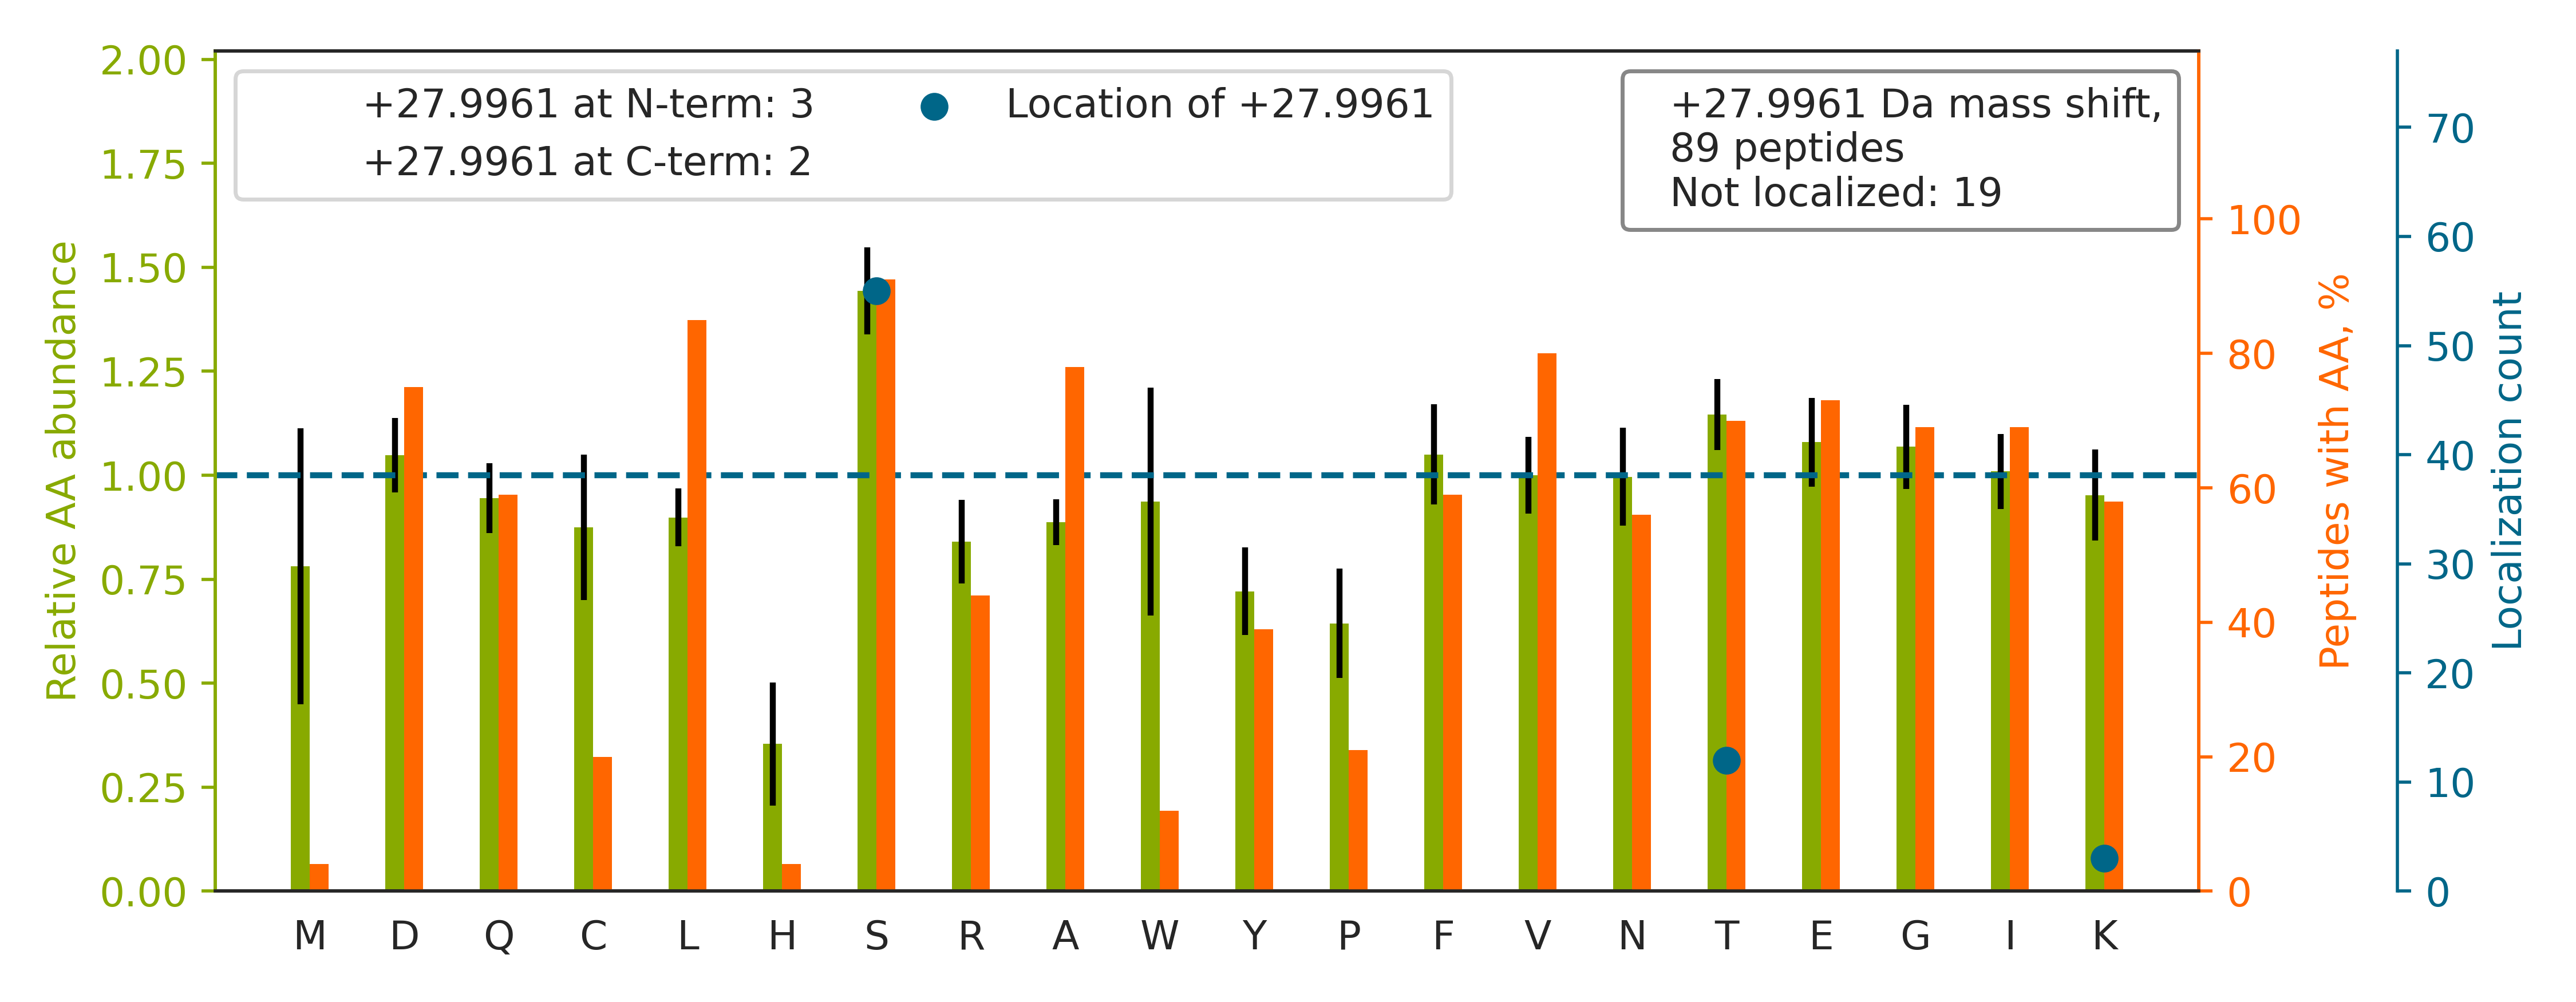 +27.9961 at N-term: 3
+27.9961 at C-term: 2
Location of +27.9961
+27.9961 Da mass shift,
89 peptides
Not localized: 19
Relative AA abundance
2.00
1.75
1.50
1.25
1.00
0.75
0.50
0.25
0.00
M D Q C L H S R A W Y P F V N T E G I K
100
80
60
40
20
0
Peptides with AA, %
70
60
50
40
30
20
10
0
Localization count